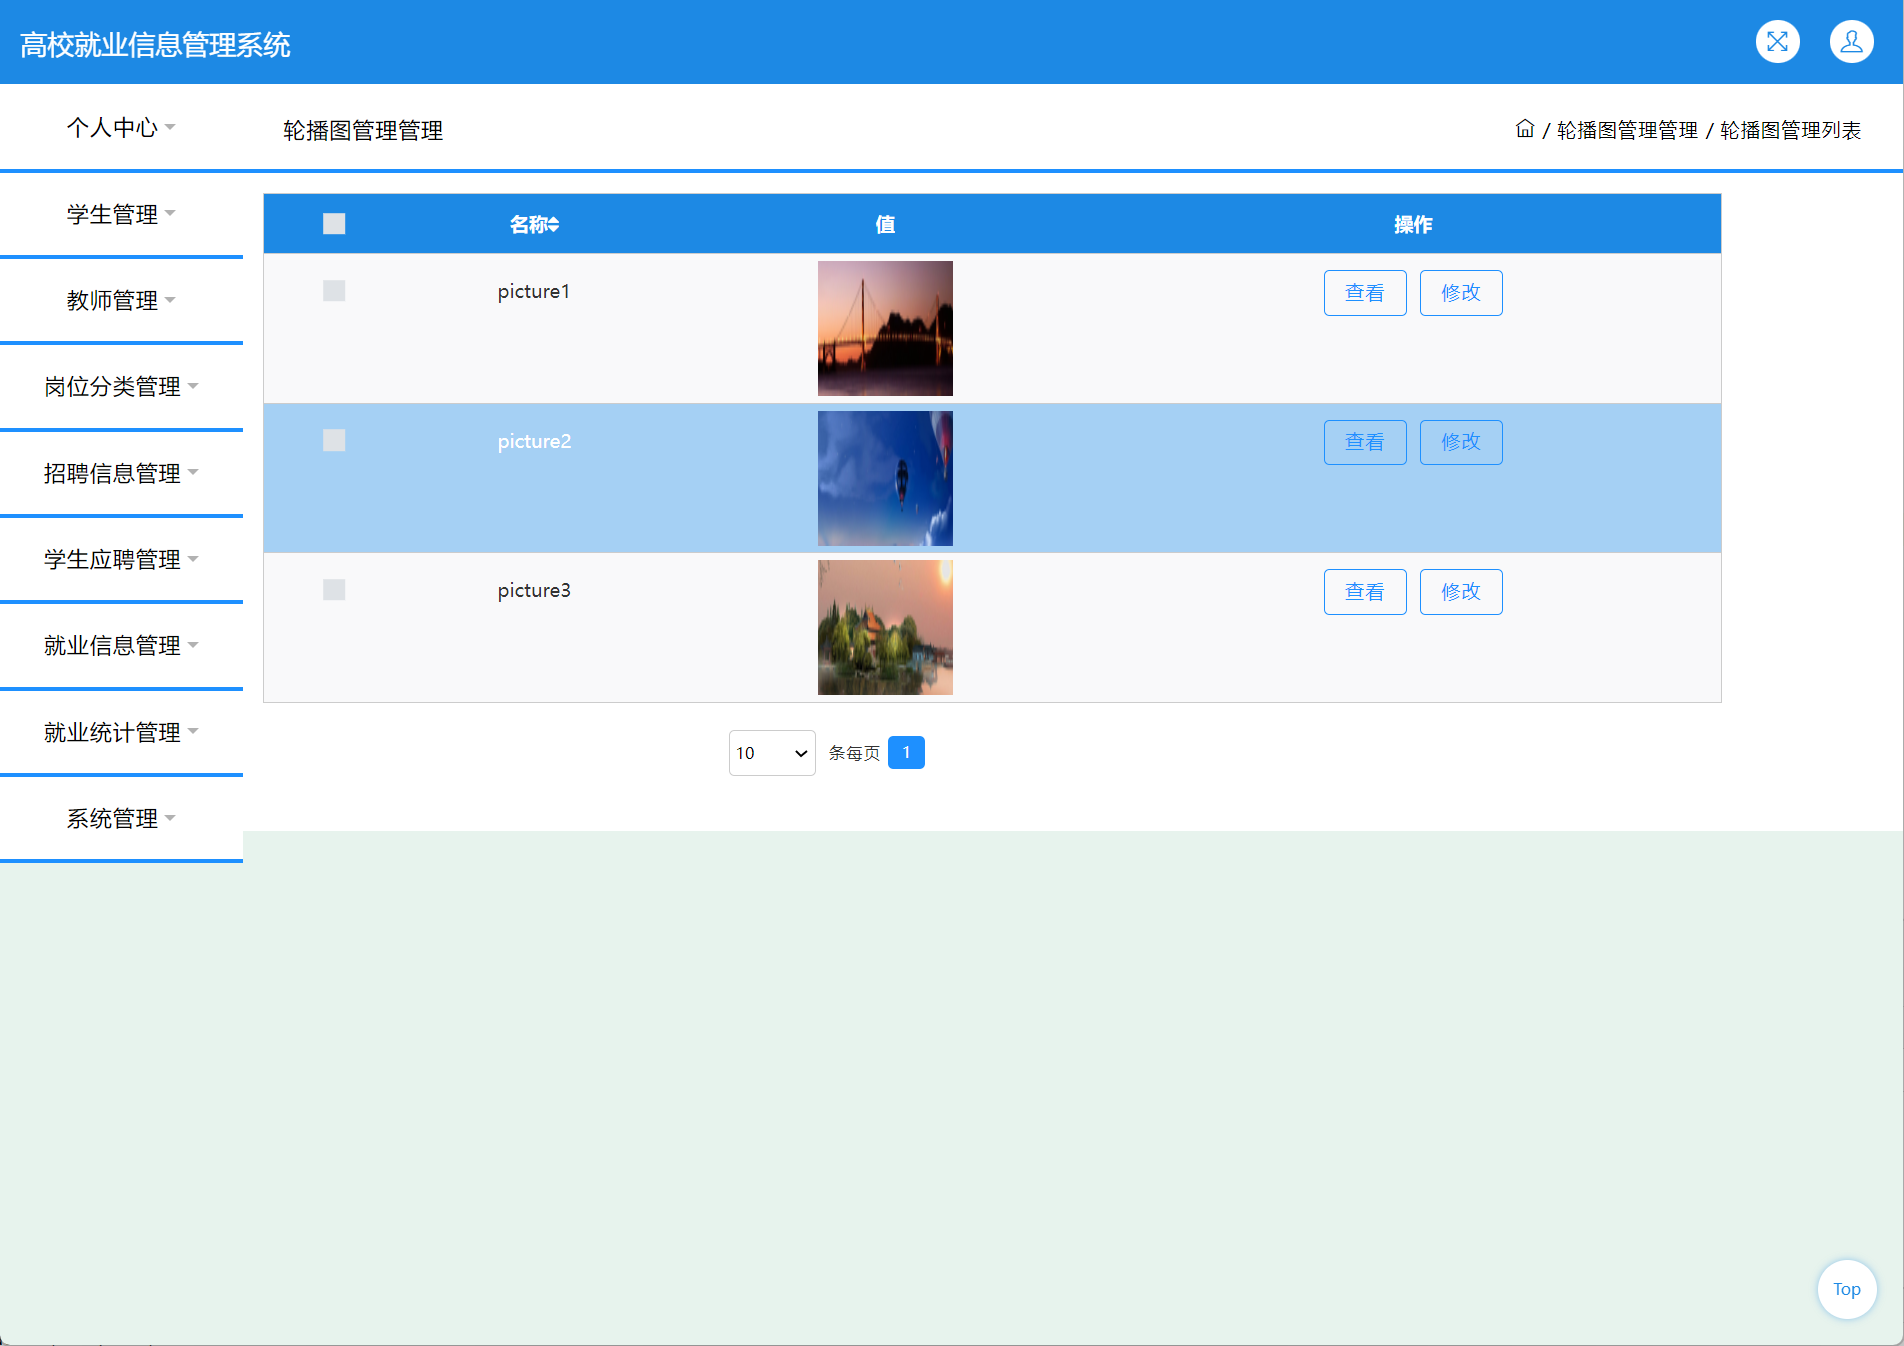 高校就业信息管理系统
个人中心
轮播图管理管理
/ 轮播图管理管理 / 轮播图管理列表
学生管理
教师管理
岗位分类管理
招聘信息管理
学生应聘管理
就业信息管理
就业统计管理
系统管理
名称 值 操作
picture1 查看 修改
picture2 查看 修改
picture3 查看 修改
10 条每页 1
Top